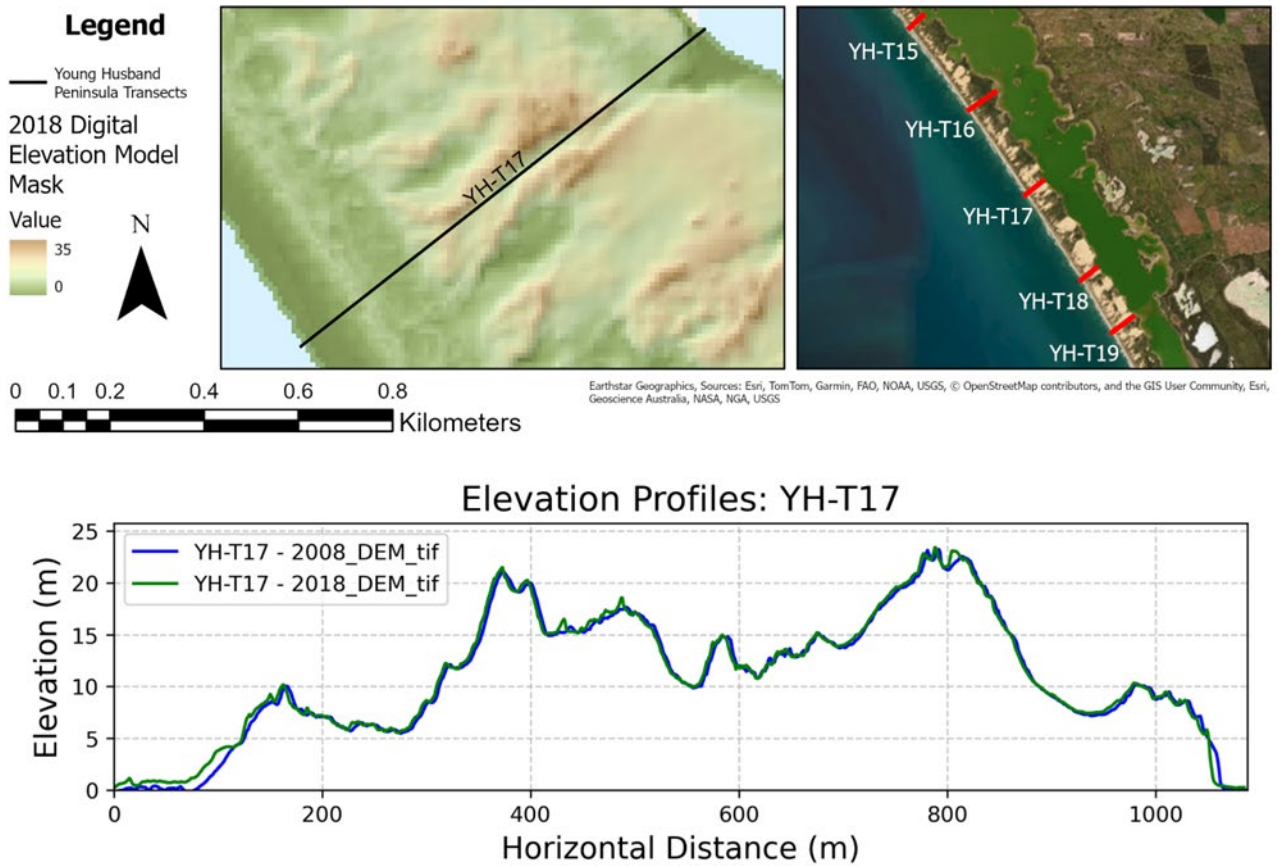 Legend
Young Husband
Peninsula Transects
2018 Digital
Elevation Model
Mask
Value
35
0
N
YH-T17
YH-T15
YH-T16
YH-T17
YH-T18
YH-T19
Earthstar Geographics, Sources: Esri, TomTom, Garmin, FAO, NOAA, USGS, © OpenStreetMap contributors, and the GIS User Community, Esri,
Geoscience Australia, NASA, NGA, USGS
0 0.1 0.2 0.4 0.6 0.8
Kilometers
Elevation Profiles: YH-T17
YH-T17 - 2008_DEM_tif
YH-T17 - 2018_DEM_tif
Elevation (m)
25
20
15
10
5
0
0 200 400 600 800 1000
Horizontal Distance (m)